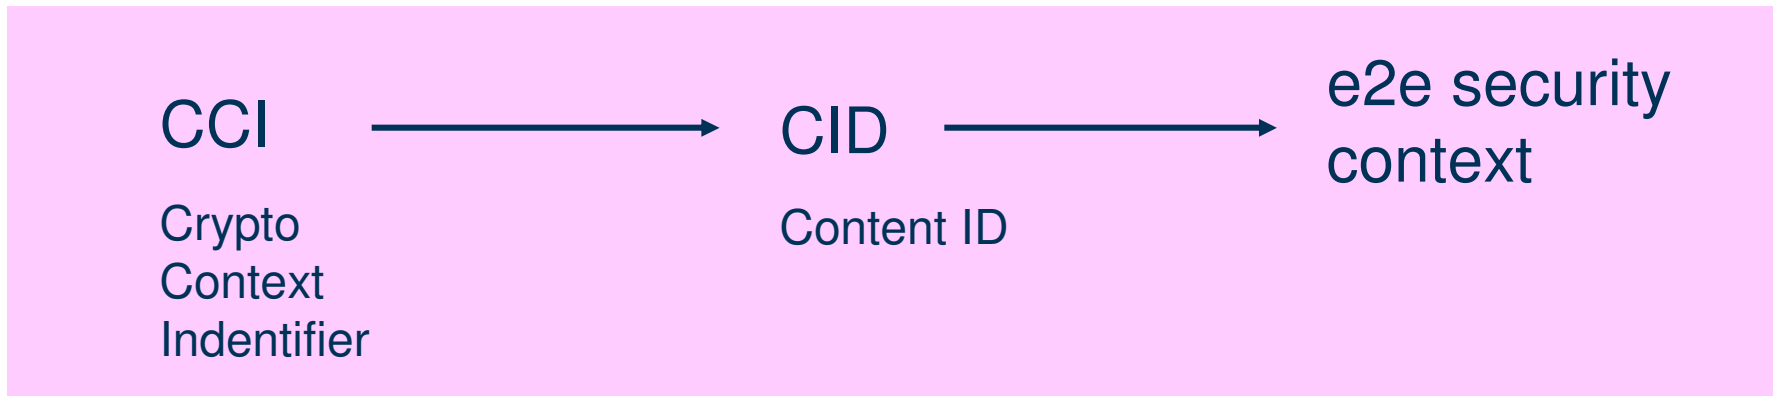 CCI
Crypto
Context
Indentifier
CID
Content ID
e2e security
context